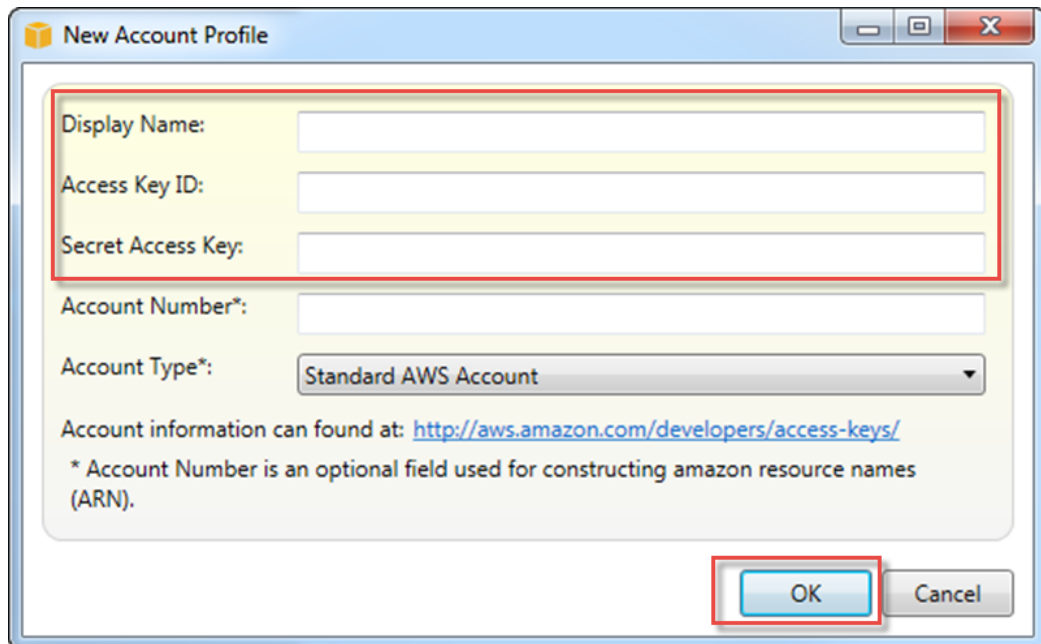 New Account Profile
Display Name:
Access Key ID:
Secret Access Key:
Account Number*:
Account Type*:
Standard AWS Account
Account information can found at: http://aws.amazon.com/developers/access-keys/
* Account Number is an optional field used for constructing amazon resource names
(ARN).
OK
Cancel